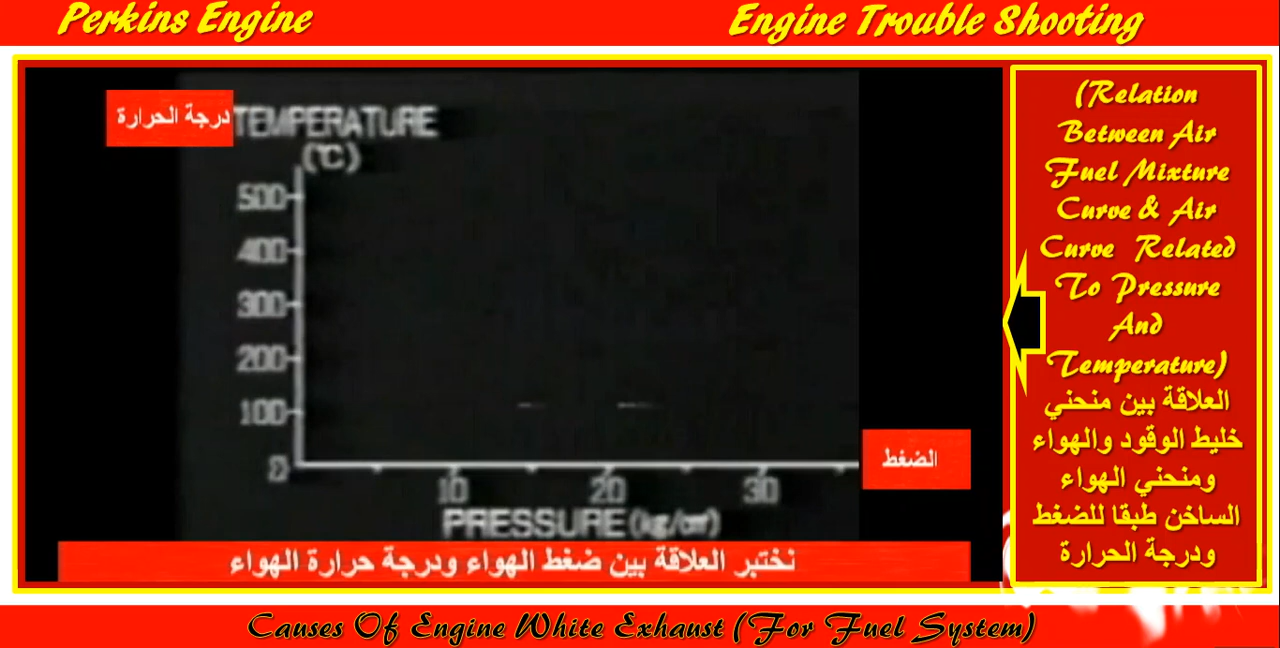 Perkins Engine
Engine Trouble Shooting
درجة الحرارة
TEMPERATURE
(℃)
500
400
300
200
100
0
10
20
30
PRESSURE (kg/cm²)
الضغط
نختبر العلاقة بين ضغط الهواء ودرجة حرارة الهواء
(Relation
Between Air
Fuel Mixture
Curve & Air
Curve Related
To Pressure
And
Temperature)
العلاقة بين منحني
خليط الوقود والهواء
ومنحني الهواء
الساخن طبقا للضغط
ودرجة الحرارة
Causes Of Engine White Exhaust (For Fuel System)